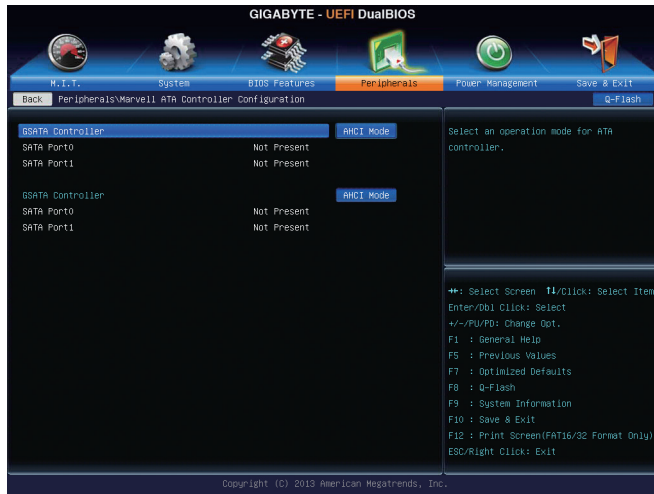 GIGABYTE - UEFI DualBIOS
M.I.T. System BIOS Features Peripherals Power Management Save & Exit
Back Peripherals\Marvell ATA Controller Configuration Q-Flash
GSATA Controller AHCI Mode
SATA Port0 Not Present
SATA Port1 Not Present
GSATA Controller AHCI Mode
SATA Port0 Not Present
SATA Port1 Not Present
Select an operation mode for ATA
controller.
→←: Select Screen ↑↓/Click: Select Item
Enter/Dbl Click: Select
+/-/PU/PD: Change Opt.
F1 : General Help
F5 : Previous Values
F7 : Optimized Defaults
F8 : Q-Flash
F9 : System Information
F10 : Save & Exit
F12 : Print Screen(FAT16/32 Format Only)
ESC/Right Click: Exit
Copyright (C) 2013 American Megatrends, Inc.